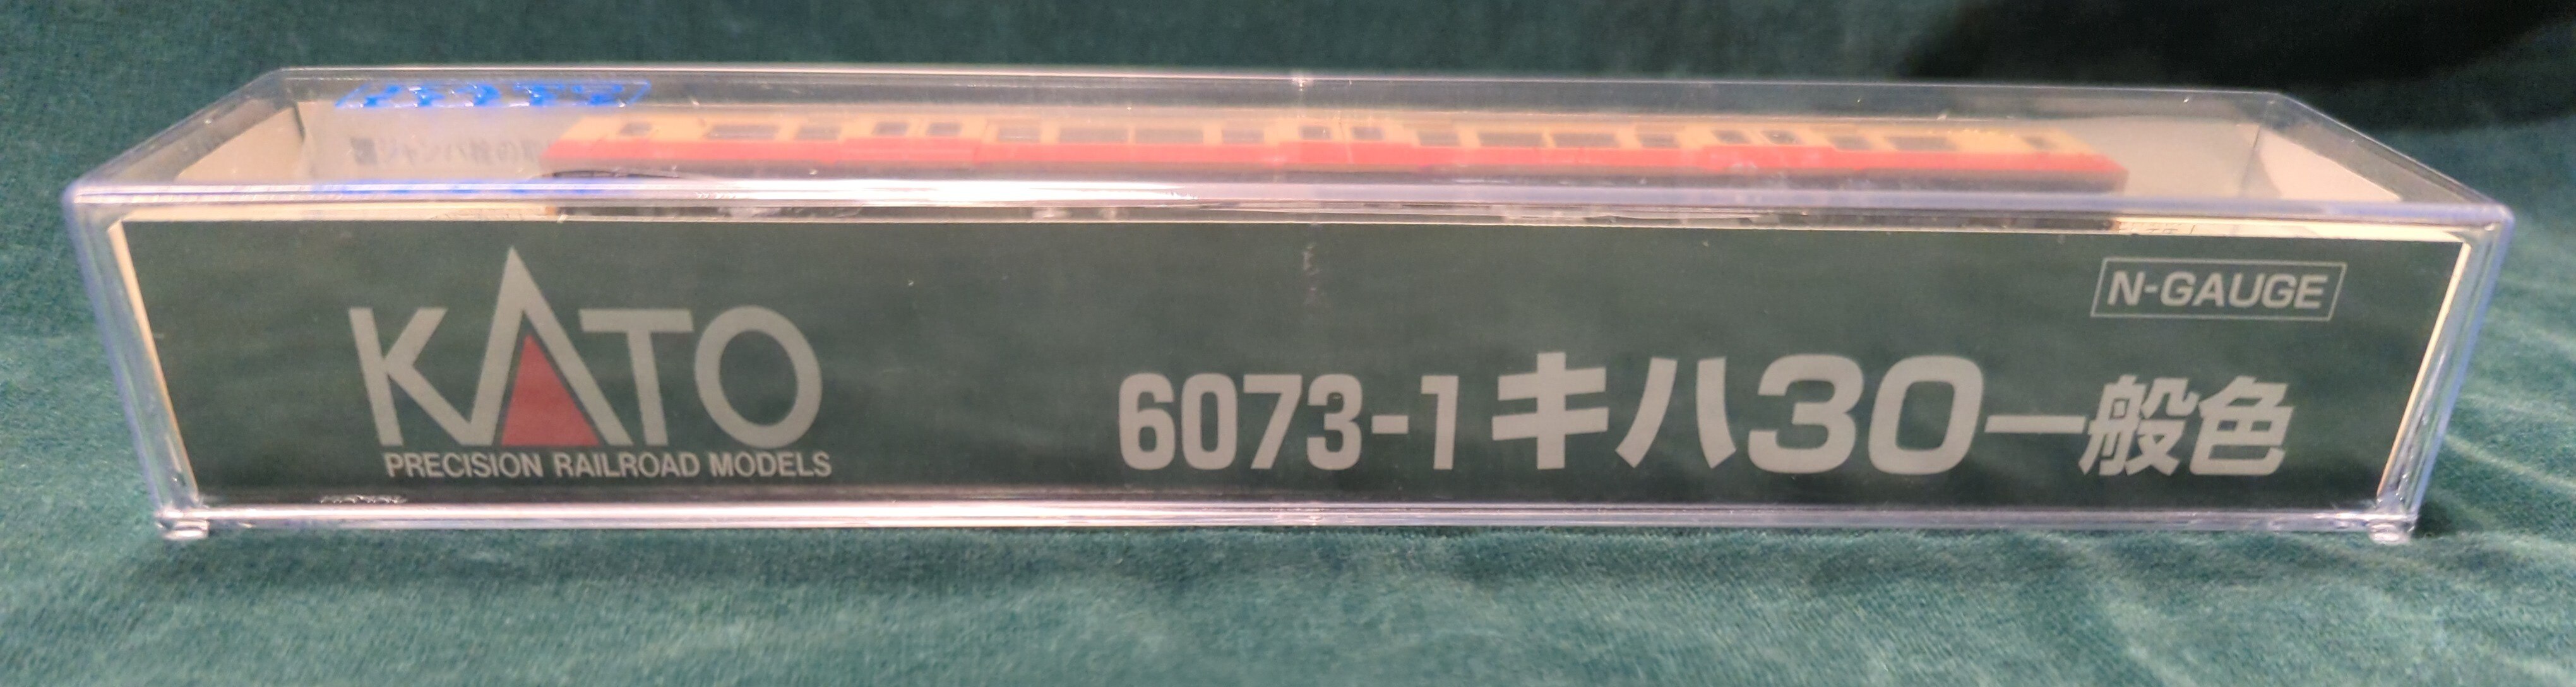 KATO
PRECISION RAILROAD MODELS
N-GAUGE
6073-1 キハ30一般色